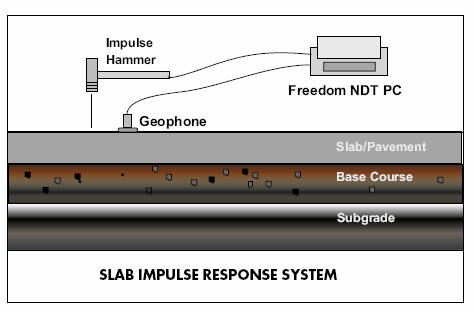 Impulse
Hammer
Freedom NDT PC
Geophone
Slab/Pavement
Base Course
Subgrade
SLAB IMPULSE RESPONSE SYSTEM